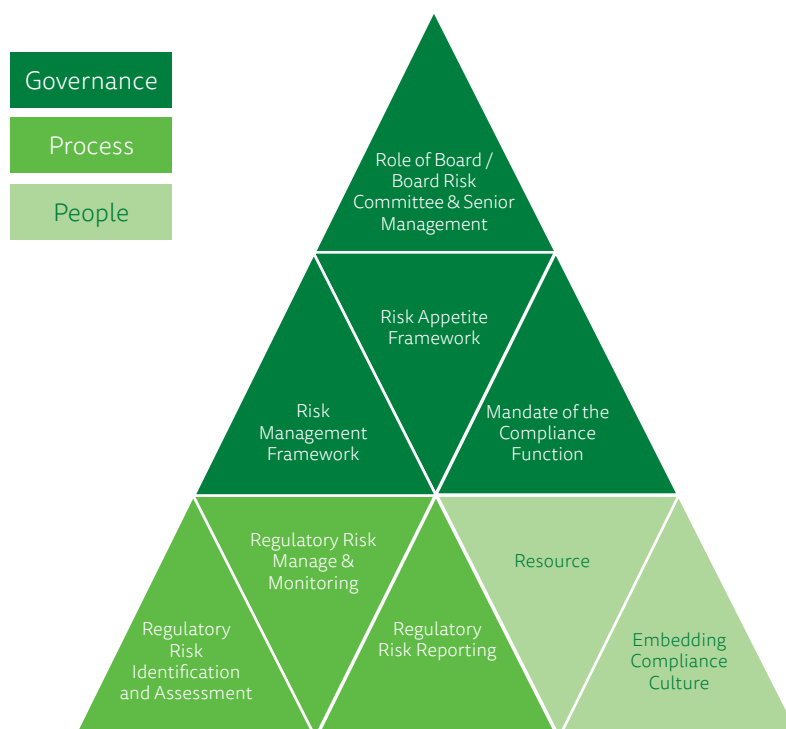 Governance
Process
People
Role of Board /
Board Risk
Committee & Senior
Management
Risk Appetite
Framework
Risk
Management
Framework
Mandate of the
Compliance
Function
Regulatory Risk
Manage &
Monitoring
Resource
Regulatory
Risk
Identification
and Assessment
Regulatory
Risk Reporting
Embedding
Compliance
Culture